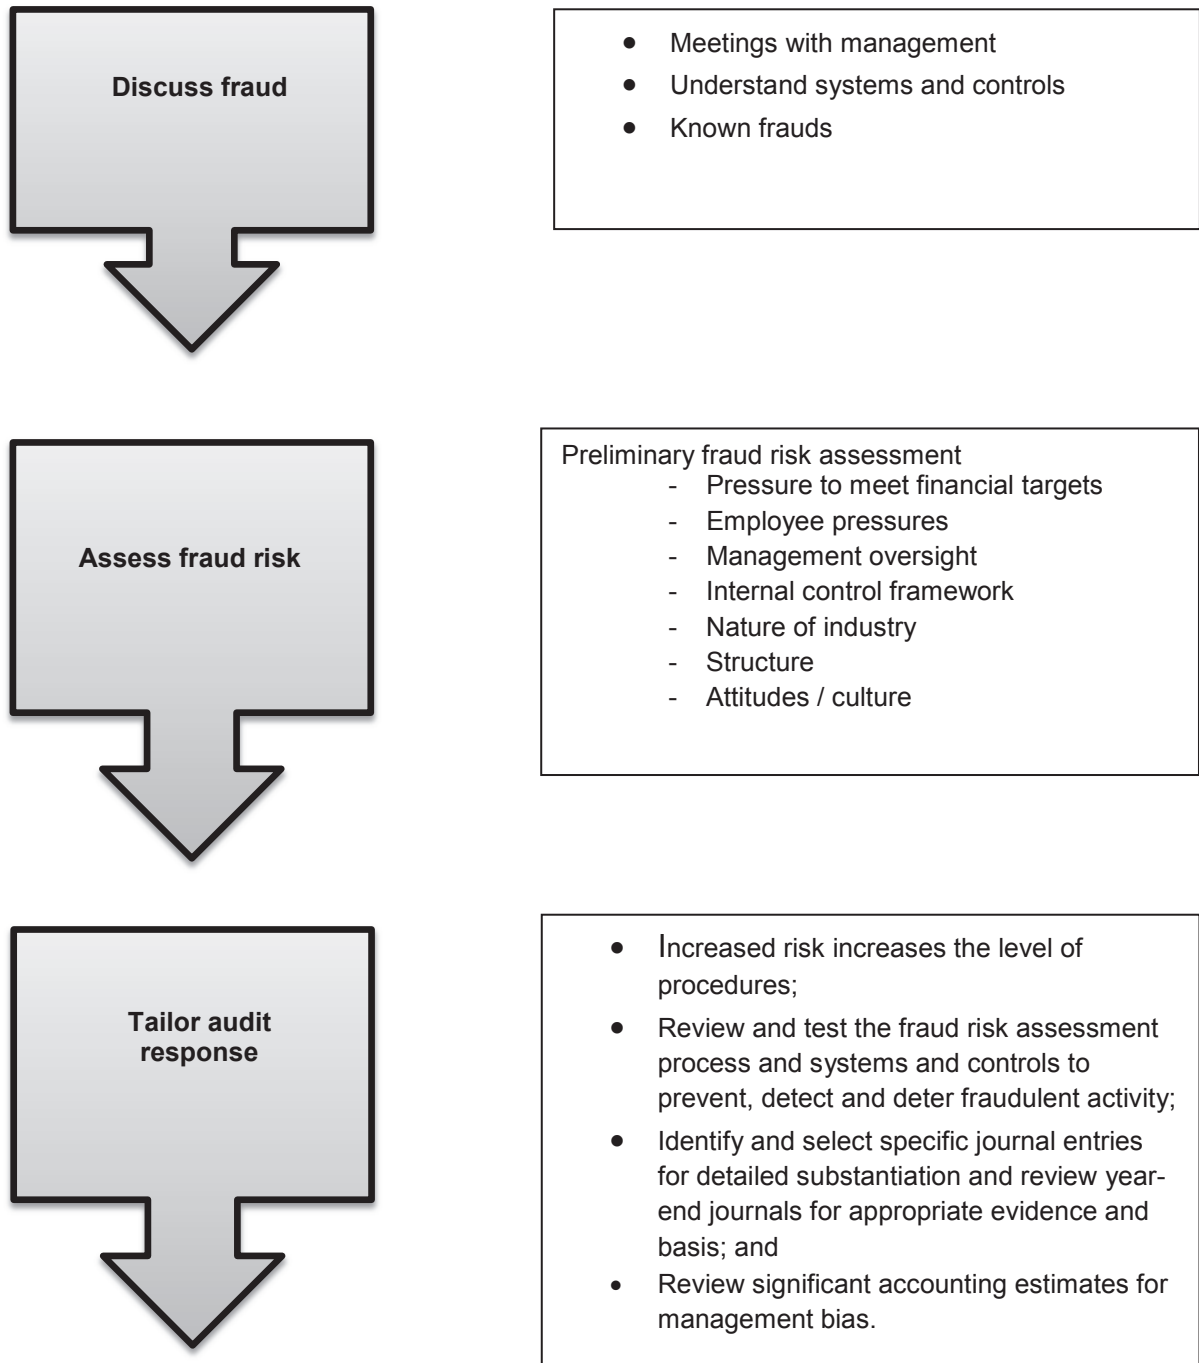 Discuss fraud
● Meetings with management
● Understand systems and controls
● Known frauds
Assess fraud risk
Preliminary fraud risk assessment
- Pressure to meet financial targets
- Employee pressures
- Management oversight
- Internal control framework
- Nature of industry
- Structure
- Attitudes / culture
Tailor audit
response
● Increased risk increases the level of
procedures;
● Review and test the fraud risk assessment
process and systems and controls to
prevent, detect and deter fraudulent activity;
● Identify and select specific journal entries
for detailed substantiation and review year-
end journals for appropriate evidence and
basis; and
● Review significant accounting estimates for
management bias.